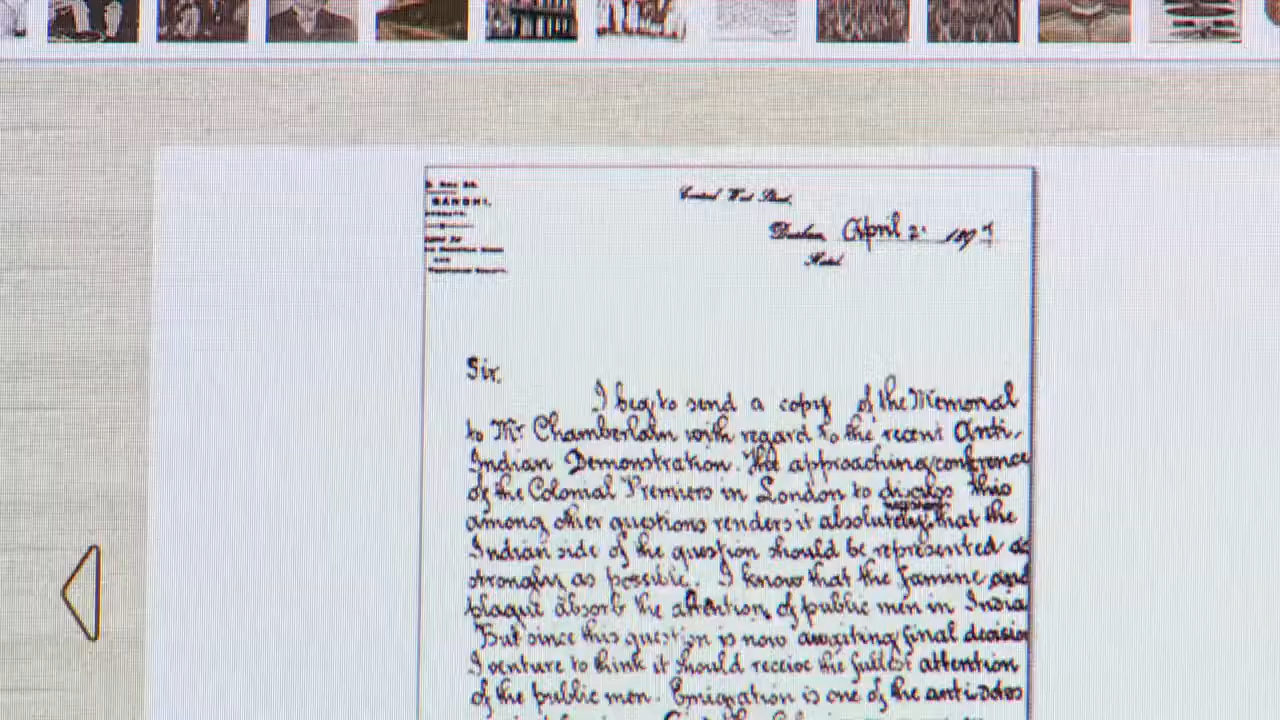 GANDHI,
Central West Street,
Durban, April 2. 1897
Natal
Sir,
I beg to send a copy of the Memorial
to Mr Chamberlain with regard to the recent Anti-
Indian Demonstration. The approaching conference
of the Colonial Premiers in London to discuss this
among other questions renders it absolutely that the
Indian side of the question should be represented as
strongly as possible. I know that the famine and
plague absorb the attention of public men in India
But since this question is now awaiting final decision
I venture to think it should receive the fullest attention
of the public men. Emigration is one of the antidotes